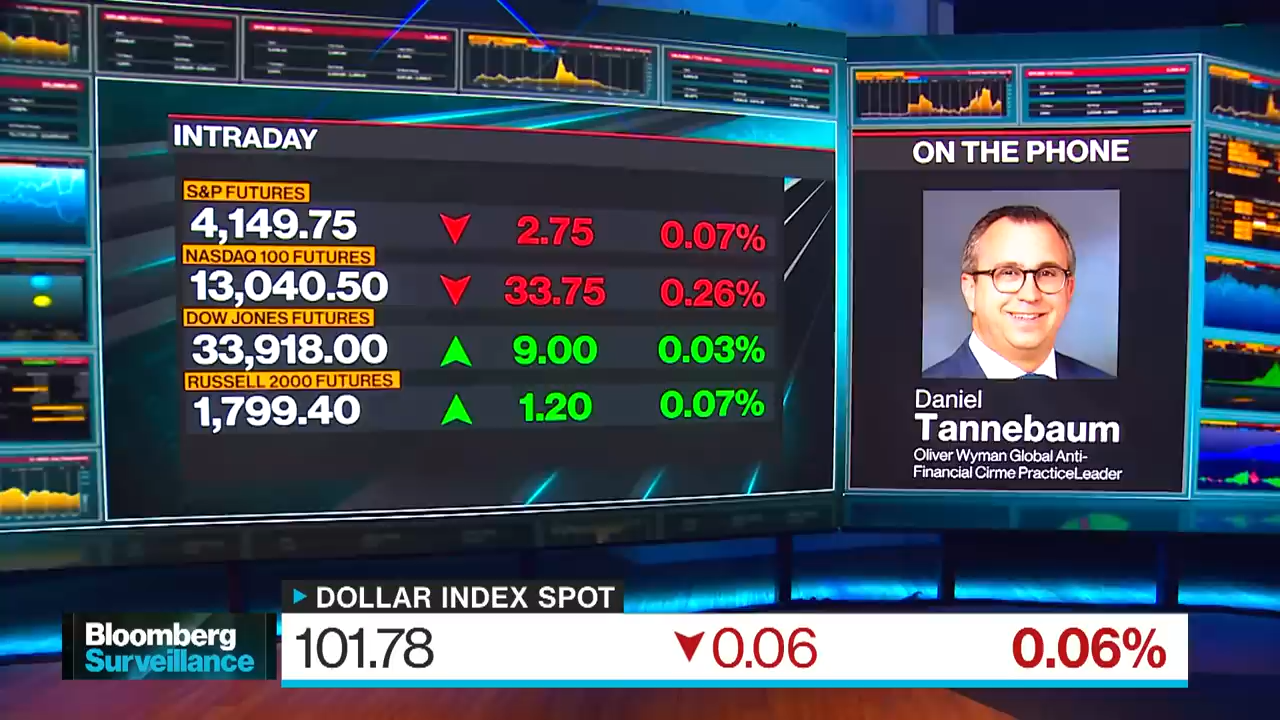 INTRADAY
S&P FUTURES
4,149.75 2.75 0.07%
NASDAQ 100 FUTURES
13,040.50 33.75 0.26%
DOW JONES FUTURES
33,918.00 9.00 0.03%
RUSSELL 2000 FUTURES
1,799.40 1.20 0.07%
ON THE PHONE
Daniel
Tannebaum
Oliver Wyman Global Anti-
Financial Cirme PracticeLeader
DOLLAR INDEX SPOT
Bloomberg
Surveillance
101.78 0.06 0.06%